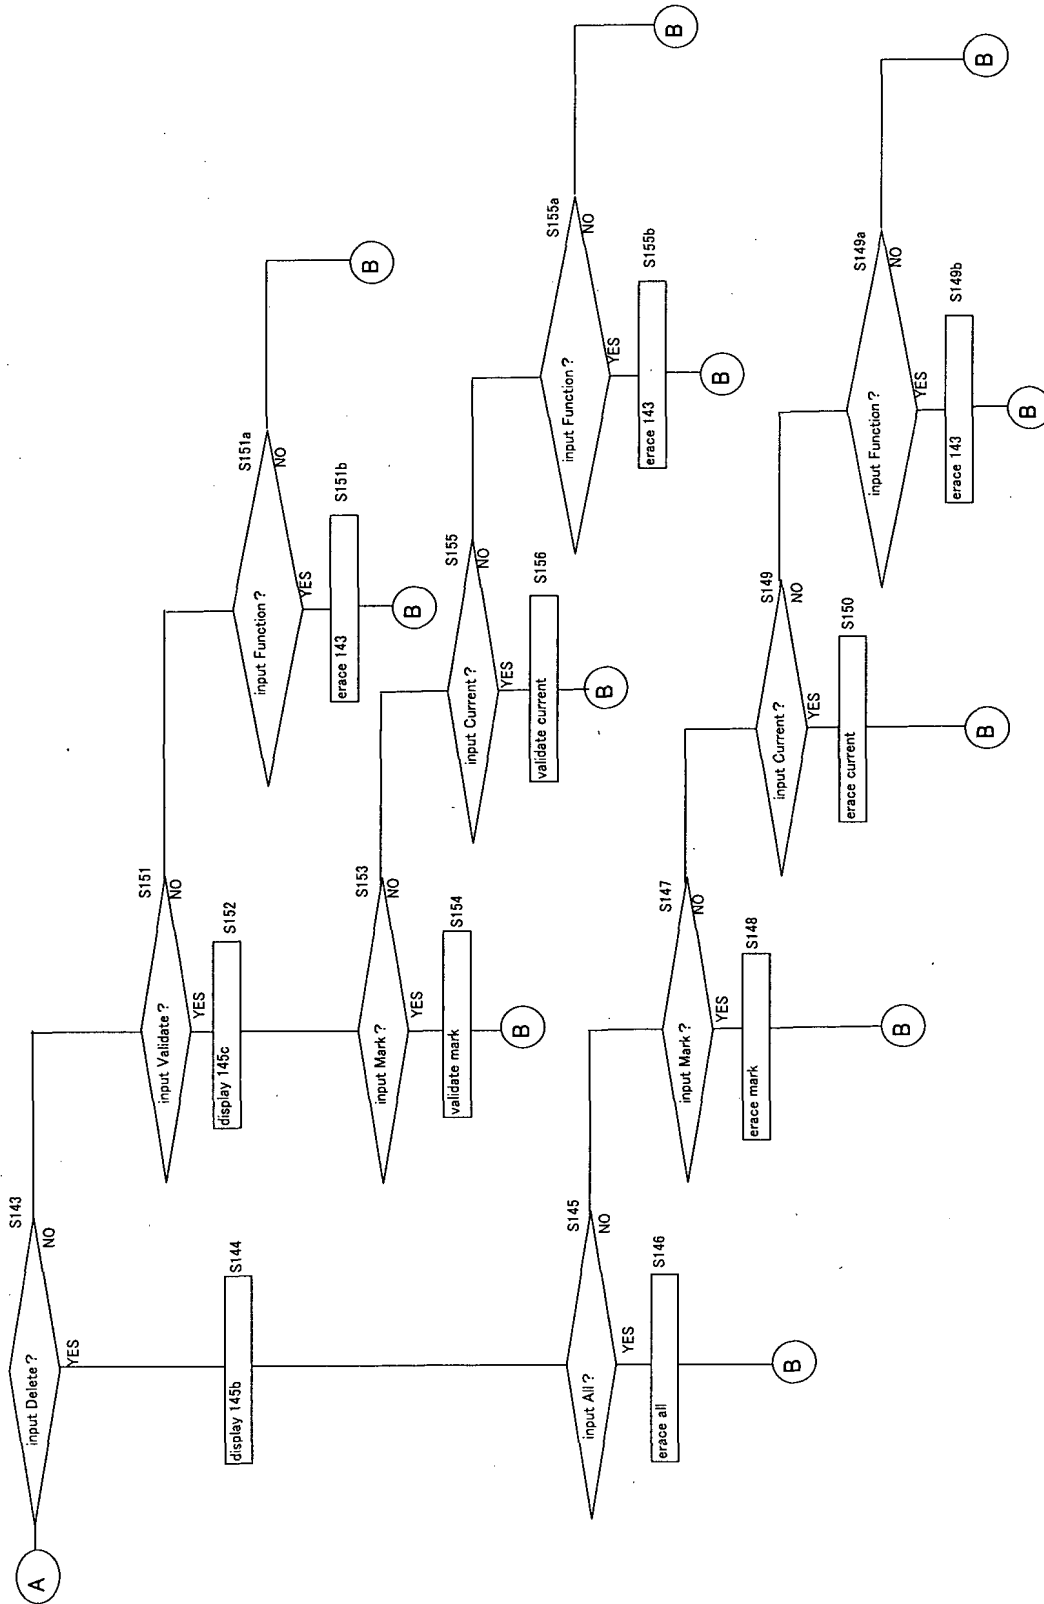 A
input Delete ?
S143
NO
YES
display 145b
S144
input Validate ?
S151
NO
YES
display 145c
S152
input Function ?
S151a
NO
YES
erace 143
S151b
B
B
input Mark ?
S153
NO
YES
validate mark
S154
B
input Current ?
S155
NO
YES
validate current
S156
B
input Function ?
S155a
NO
YES
erace 143
S155b
B
B
input All ?
S145
NO
YES
erace all
S146
B
input Mark ?
S147
NO
YES
erace mark
S148
B
input Current ?
S149
NO
YES
erace current
S150
B
input Function ?
S149a
NO
YES
erace 143
S149b
B
B